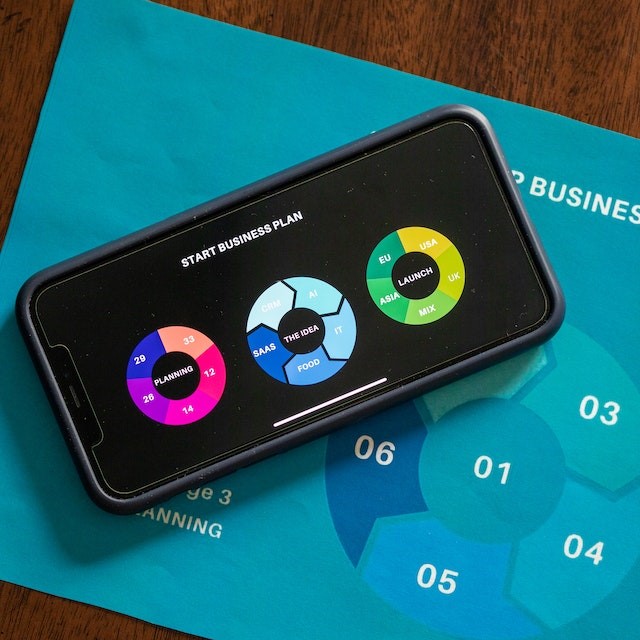 START BUSINESS PLAN
29
33
12
14
26
PLANNING
CRM
AI
IT
FOOD
SAAS
THE IDEA
EU
USA
UK
MIX
ASIA
LAUNCH
BUSINES
03
06
01
04
05
ge 3
ANNING